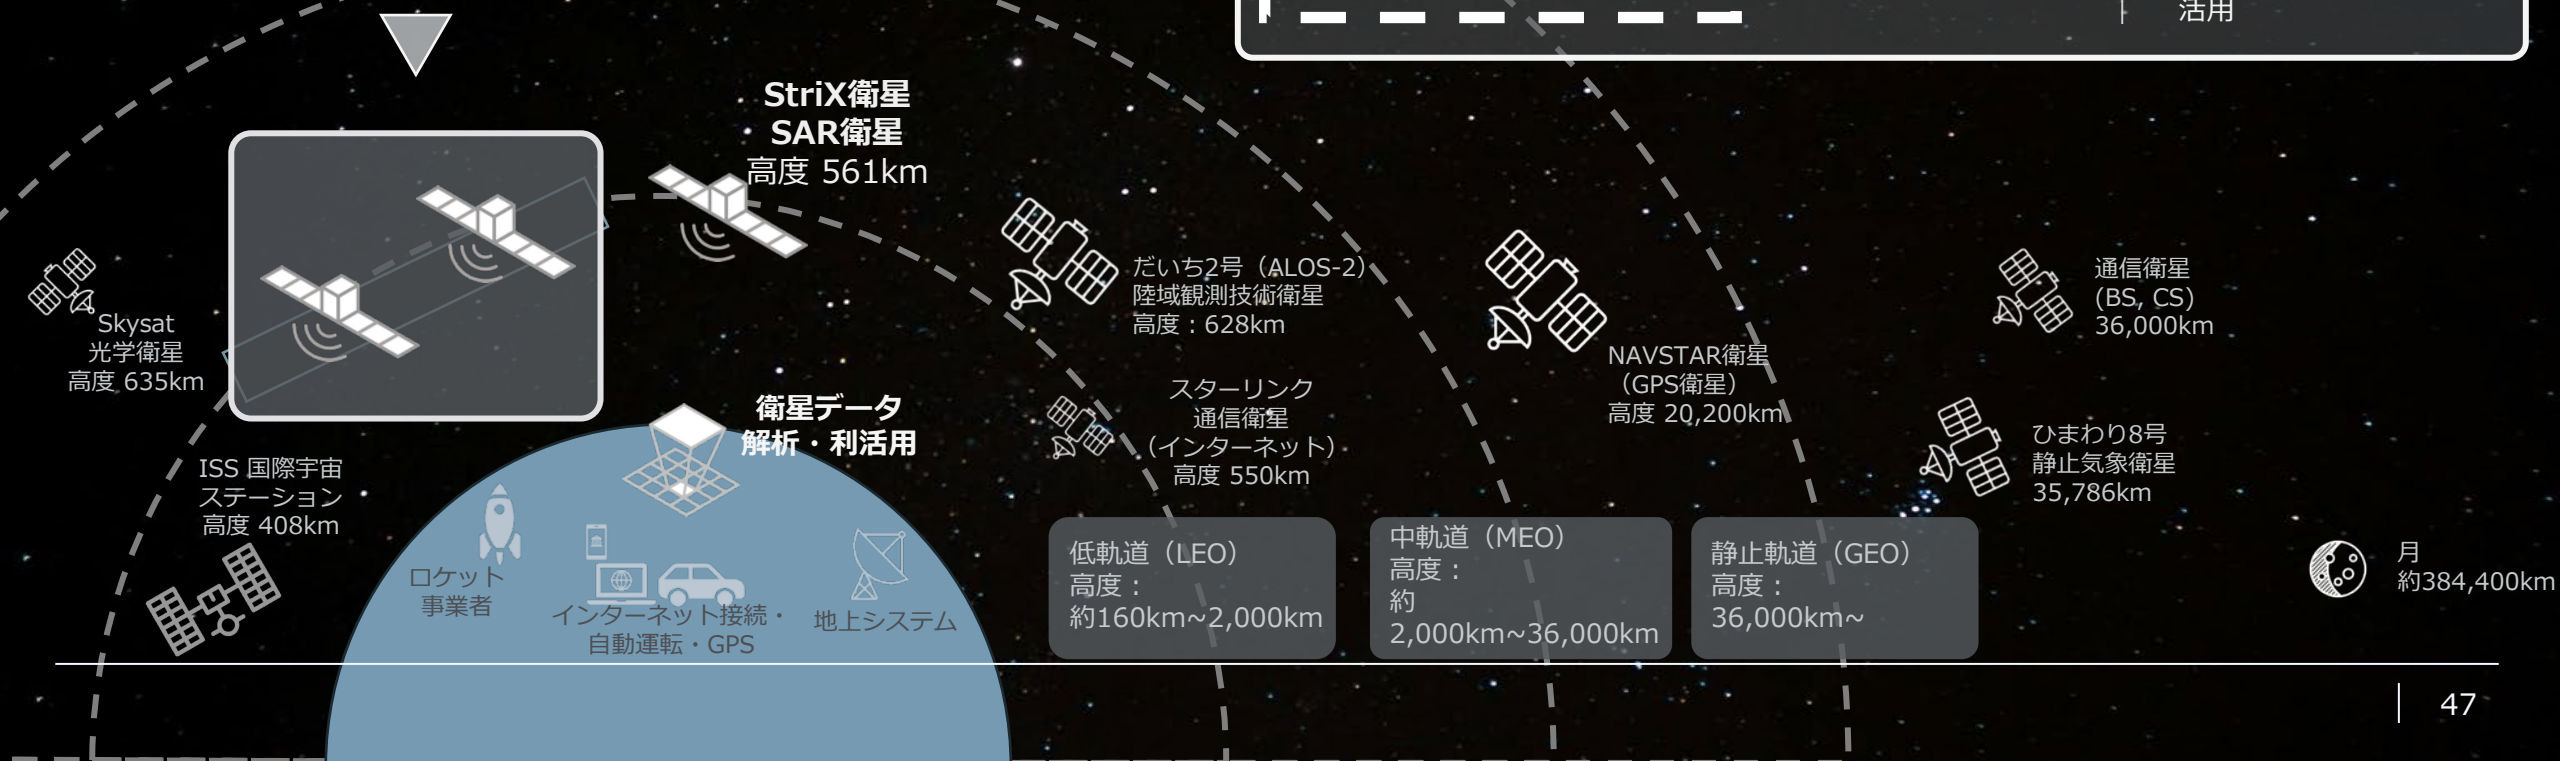 活用
StriX衛星
SAR衛星
高度 561km
Skysat
光学衛星
高度 635km
だいち2号（ALOS-2）
陸域観測技術衛星
高度：628km
NAVSTAR衛星
（GPS衛星）
高度 20,200km
通信衛星
(BS, CS)
36,000km
スターリンク
通信衛星
（インターネット）
高度 550km
ひまわり8号
静止気象衛星
35,786km
衛星データ
解析・利活用
ISS 国際宇宙
ステーション
高度 408km
ロケット
事業者
インターネット接続・
自動運転・GPS
地上システム
低軌道（LEO）
高度：
約160km~2,000km
中軌道（MEO）
高度：
約
2,000km~36,000km
静止軌道（GEO）
高度：
36,000km~
月
約384,400km
47